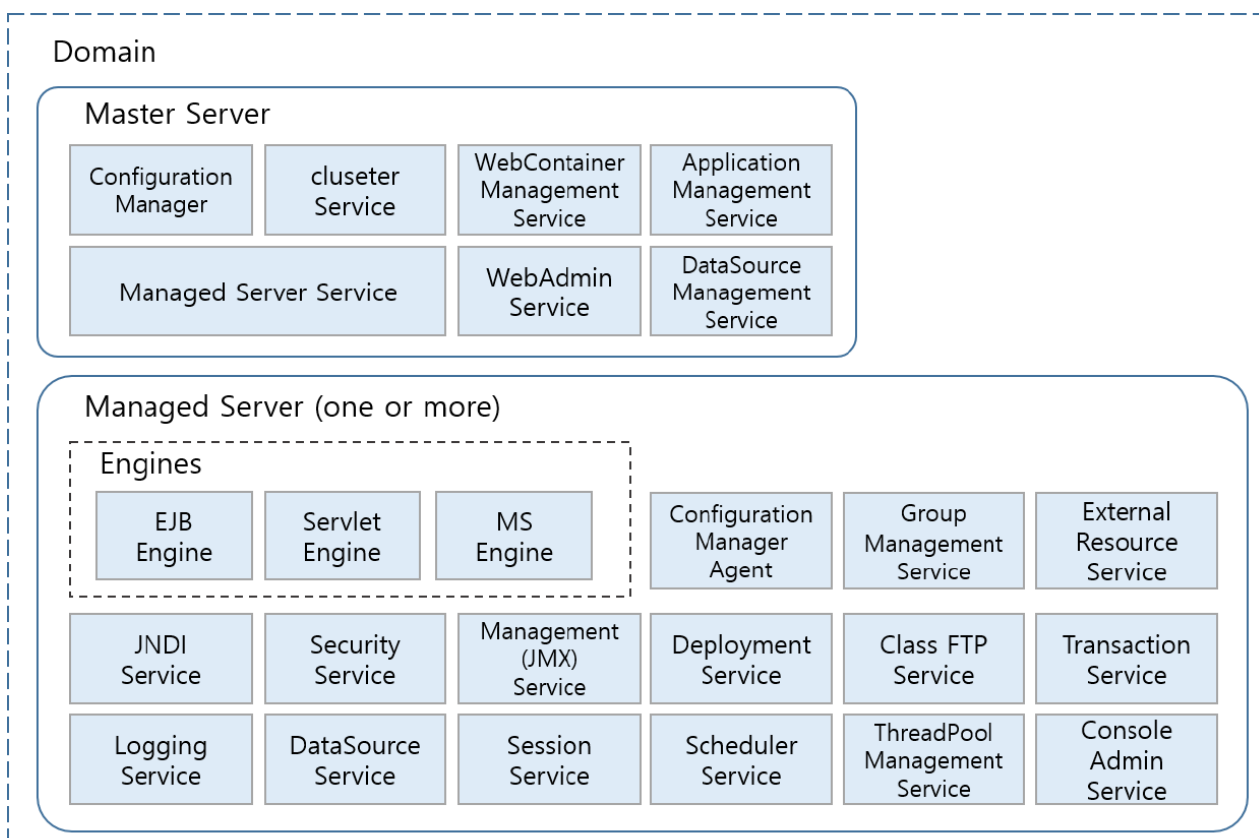 Domain
Master Server
Configuration
Manager
cluseter
Service
WebContainer
Management
Service
Application
Management
Service
Managed Server Service
WebAdmin
Service
DataSource
Management
Service
Managed Server (one or more)
Engines
EJB
Engine
Servlet
Engine
MS
Engine
Configuration
Manager
Agent
Group
Management
Service
External
Resource
Service
JNDI
Service
Security
Service
Management
(JMX)
Service
Deployment
Service
Class FTP
Service
Transaction
Service
Logging
Service
DataSource
Service
Session
Service
Scheduler
Service
ThreadPool
Management
Service
Console
Admin
Service